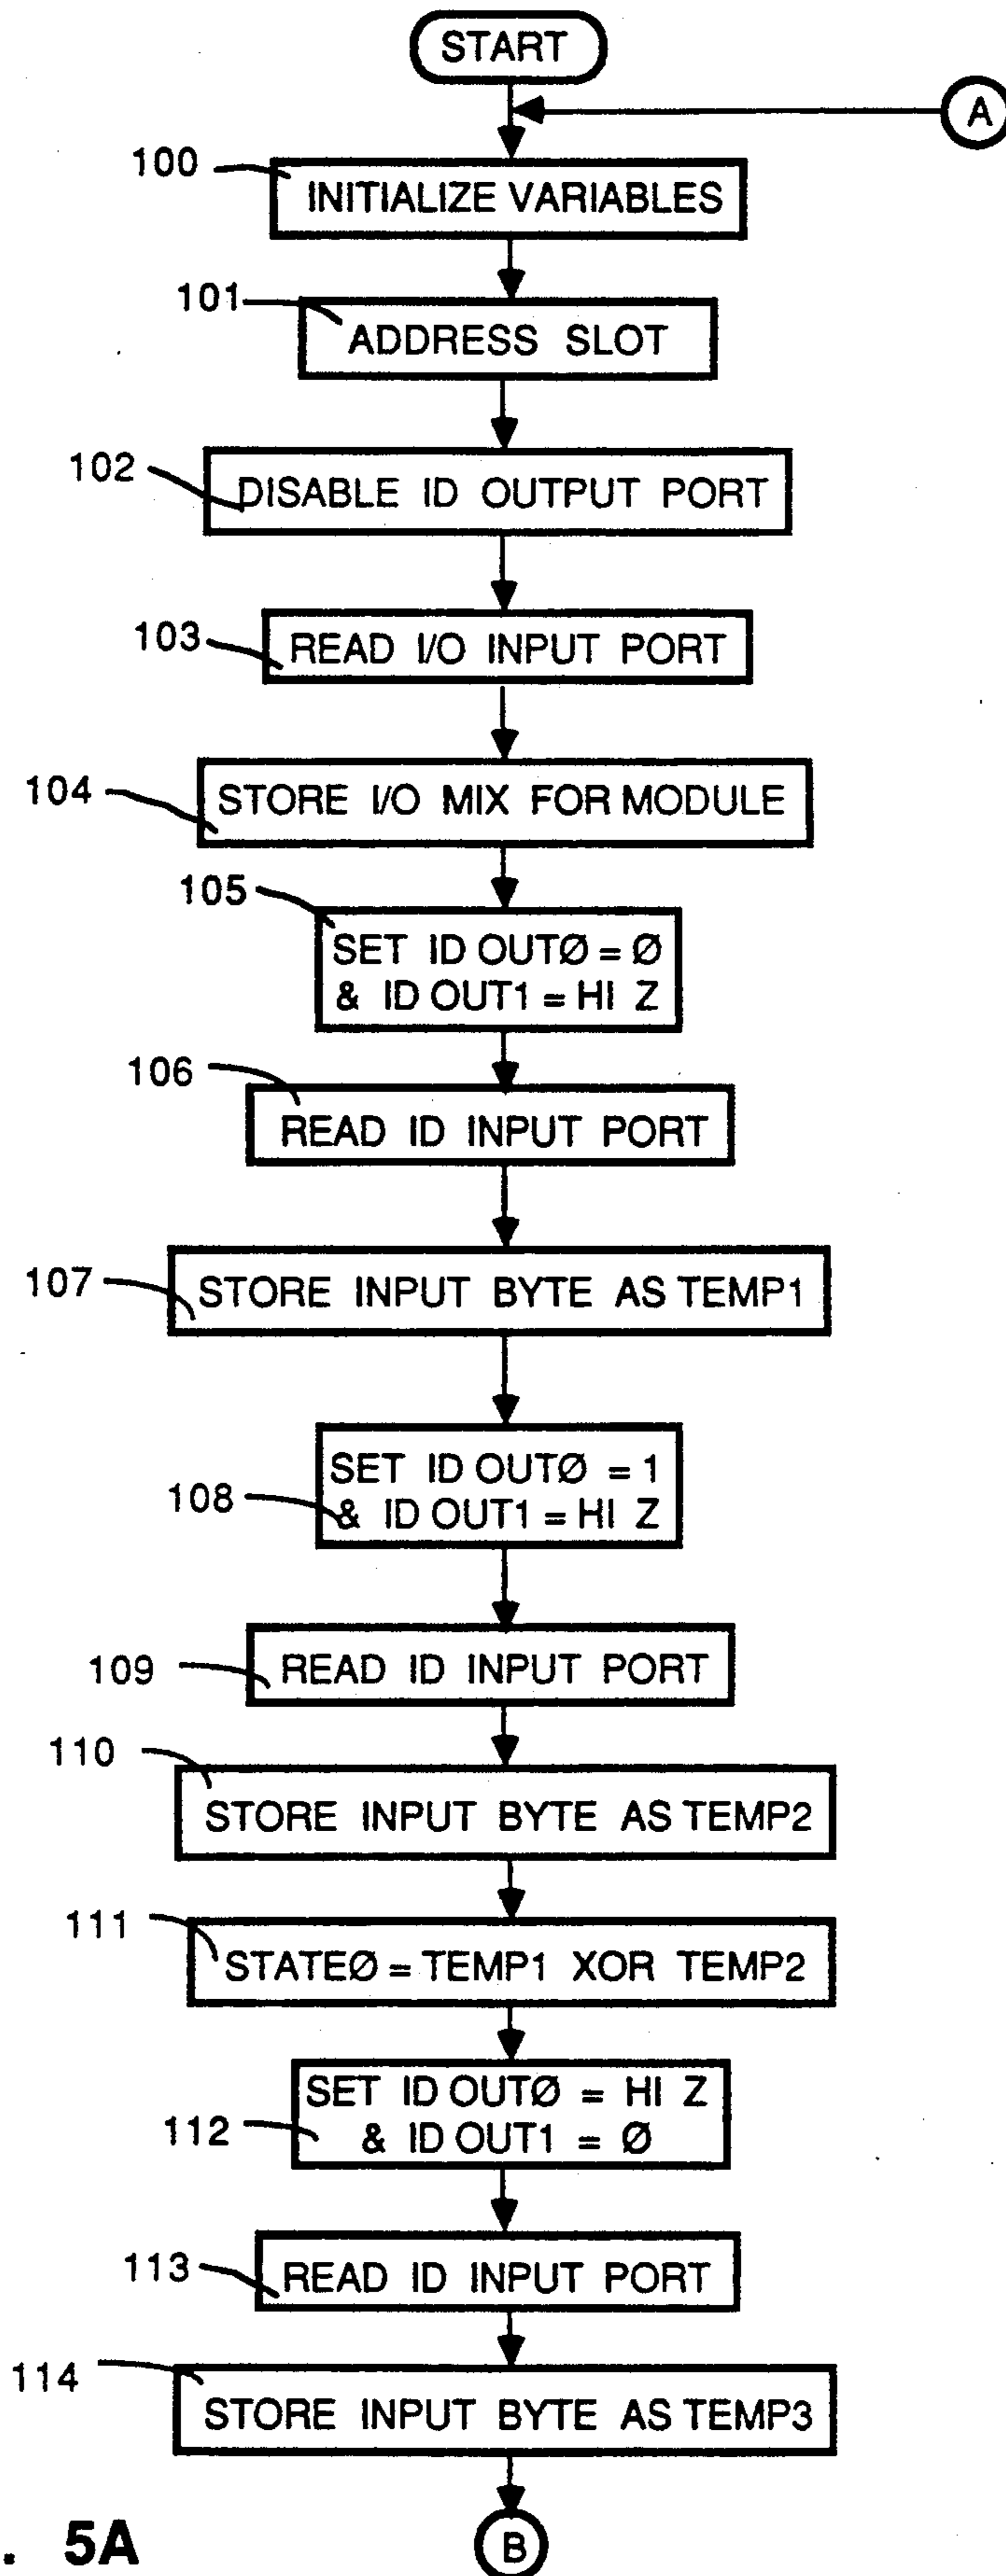 START
A
100
INITIALIZE VARIABLES
101
ADDRESS SLOT
102
DISABLE ID OUTPUT PORT
103
READ I/O INPUT PORT
104
STORE I/O MIX FOR MODULE
105
SET ID OUTØ = Ø
& ID OUT1 = HI Z
106
READ ID INPUT PORT
107
STORE INPUT BYTE AS TEMP1
108
SET ID OUTØ = 1
& ID OUT1 = HI Z
109
READ ID INPUT PORT
110
STORE INPUT BYTE AS TEMP2
111
STATEØ = TEMP1 XOR TEMP2
112
SET ID OUTØ = HI Z
& ID OUT1 = Ø
113
READ ID INPUT PORT
114
STORE INPUT BYTE AS TEMP3
. 5A
B